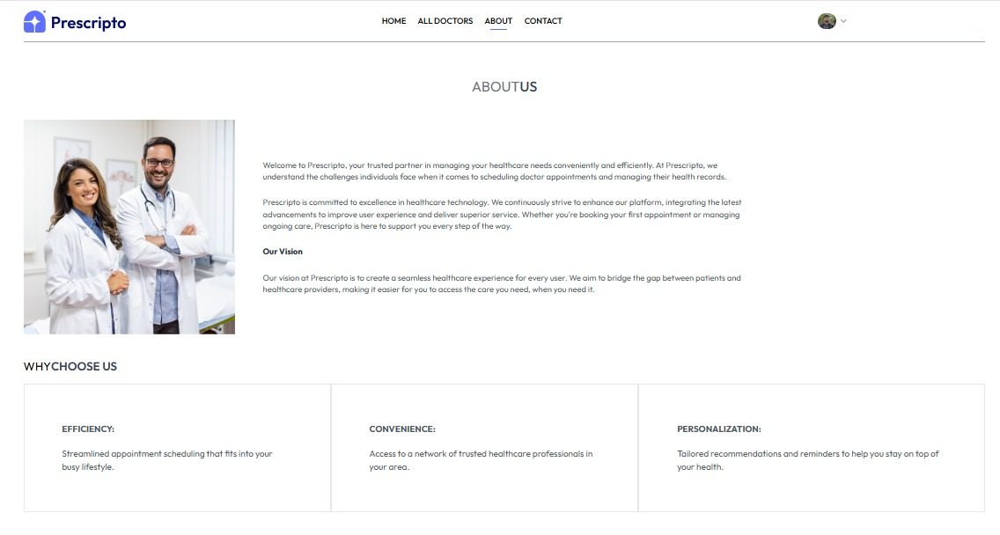 Prescripto
HOME ALL DOCTORS ABOUT CONTACT
ABOUTUS
Welcome to Prescripto, your trusted partner in managing your healthcare needs conveniently and efficiently. At Prescripto, we
understand the challenges individuals face when it comes to scheduling doctor appointments and managing their health records.
Prescripto is committed to excellence in healthcare technology. We continuously strive to enhance our platform, integrating the latest
advancements to improve user experience and deliver superior service. Whether you're booking your first appointment or managing
ongoing care, Prescripto is here to support you every step of the way.
Our Vision
Our vision at Prescripto is to create a seamless healthcare experience for every user. We aim to bridge the gap between patients and
healthcare providers, making it easier for you to access the care you need, when you need it.
WHYCHOOSE US
EFFICIENCY:
Streamlined appointment scheduling that fits into your
busy lifestyle.
CONVENIENCE:
Access to a network of trusted healthcare professionals in
your area.
PERSONALIZATION:
Tailored recommendations and reminders to help you stay on top of
your health.